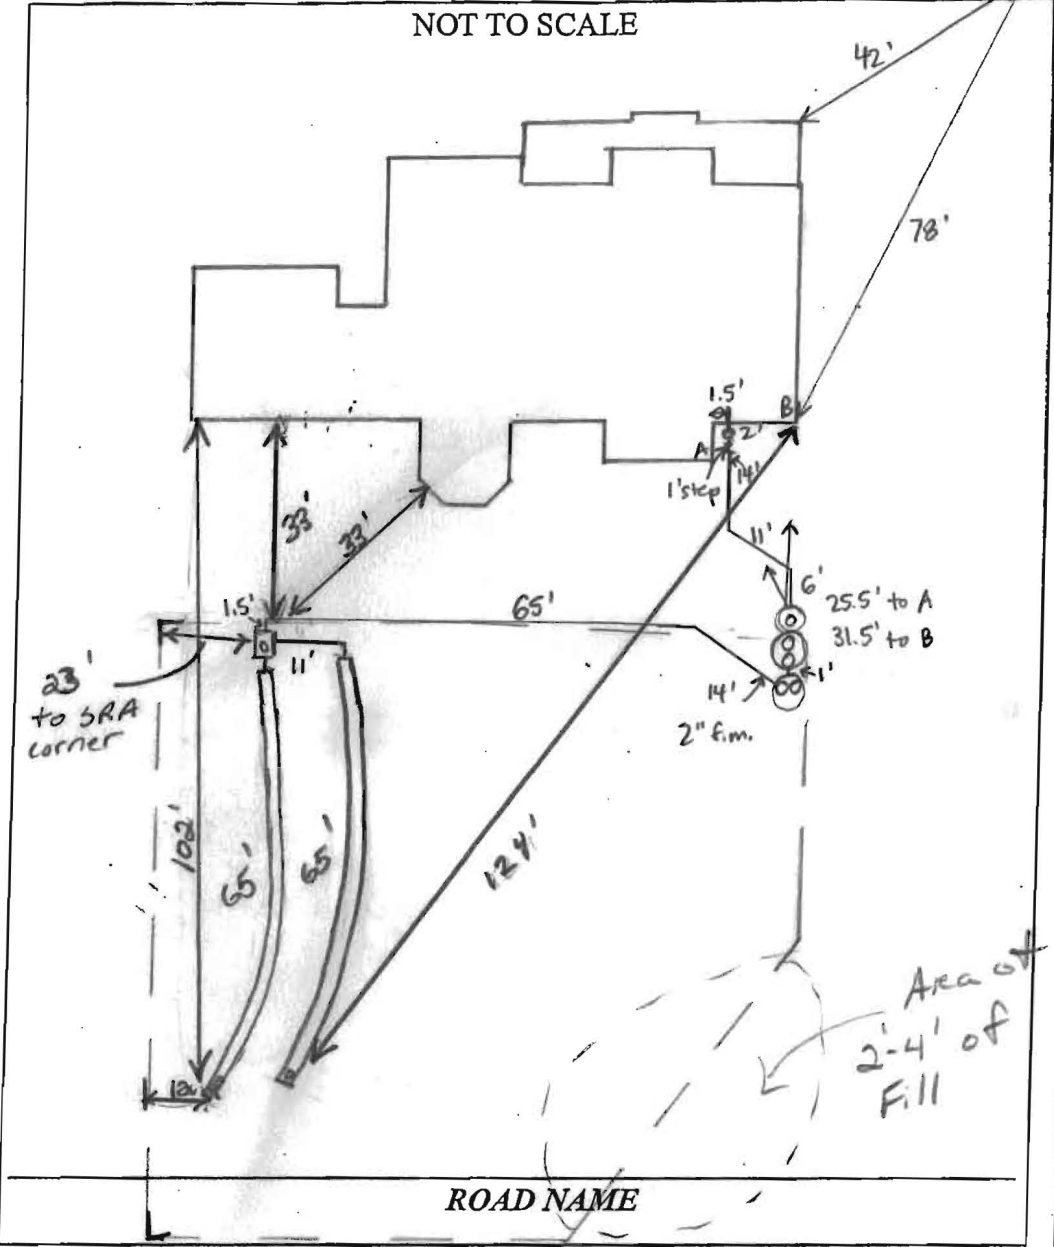 NOT TO SCALE
42'
78'
1.5'
B
2'
A
14'
1'step
33'
33'
11'
6'
1.5'
65'
25.5' to A
31.5' to B
11'
1'
23'
to SRA
corner
14'
2" f.m.
102'
65'
65'
124'
Area of
2'-4' of
Fill
12'
ROAD NAME